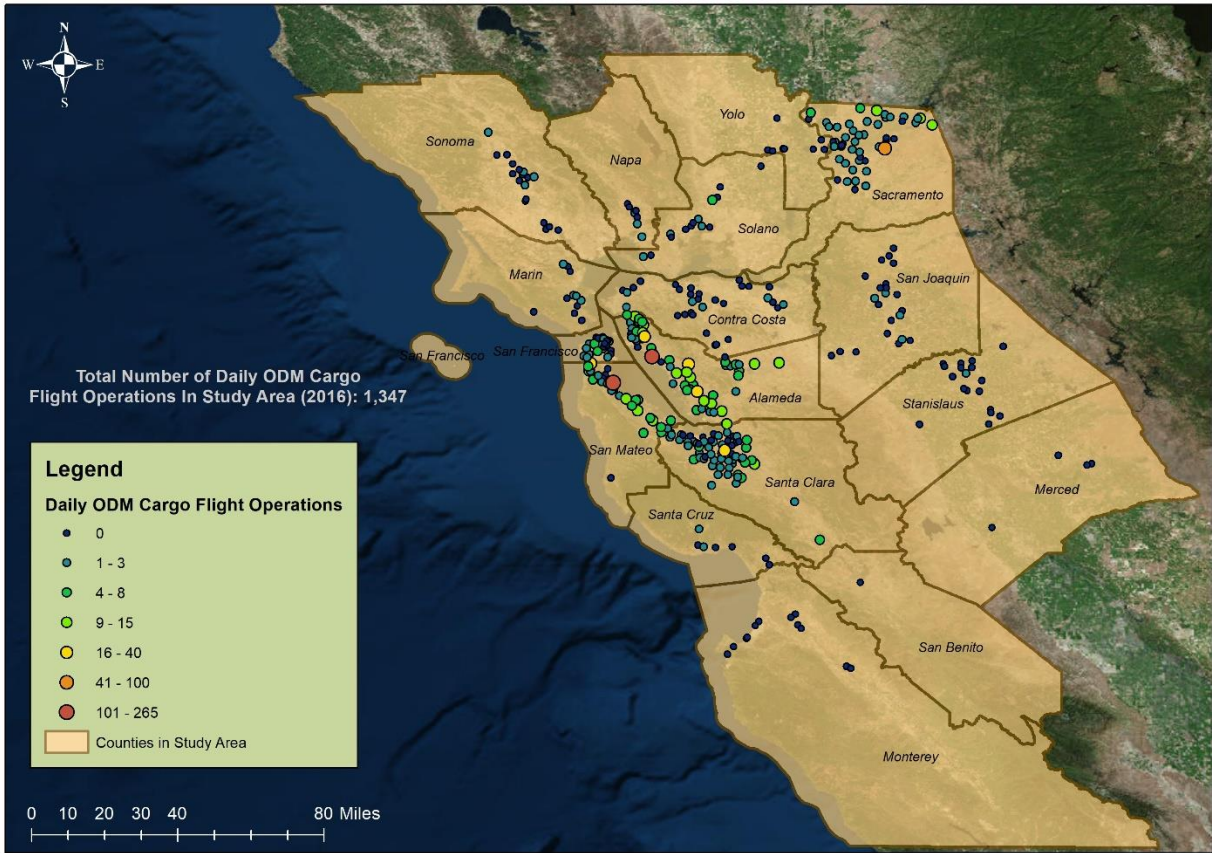 N
W E
S
Yolo
Sonoma
Napa
Sacramento
Solano
Marin
San Joaquin
Contra Costa
San Francisco San Francisco
Total Number of Daily ODM Cargo
Flight Operations In Study Area (2016): 1,347
Alameda
Stanislaus
San Mateo
Santa Clara
Merced
Santa Cruz
San Benito
Monterey
Legend
Daily ODM Cargo Flight Operations
0
1 - 3
4 - 8
9 - 15
16 - 40
41 - 100
101 - 265
Counties in Study Area
0 10 20 30 40 80 Miles